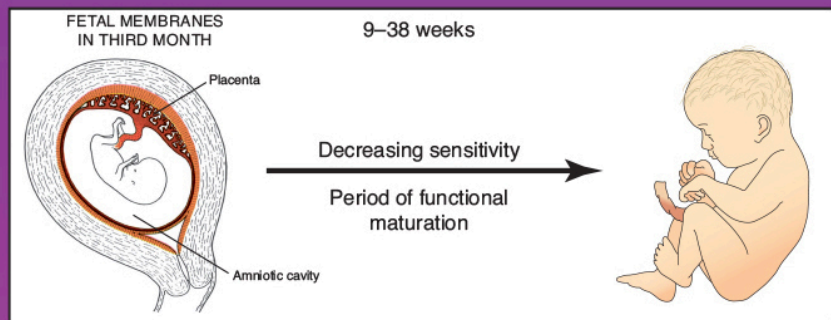 FETAL MEMBRANES
IN THIRD MONTH
9–38 weeks
Placenta
Decreasing sensitivity
Period of functional
maturation
Amniotic cavity